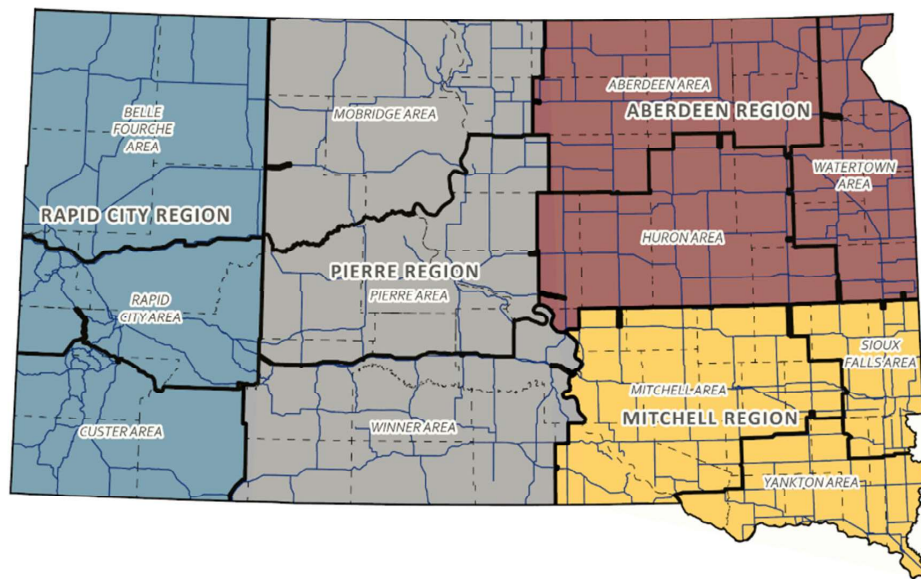 ABERDEEN AREA
ABERDEEN REGION
BELLE
FOURCHE
AREA
MOBRIDGE AREA
WATERTOWN
AREA
RAPID CITY REGION
HURON AREA
PIERRE REGION
PIERRE AREA
RAPID
CITY AREA
SIOUX
FALLS AREA
MITCHELL AREA
MITCHELL REGION
CUSTER AREA
WINNER AREA
YANKTON AREA